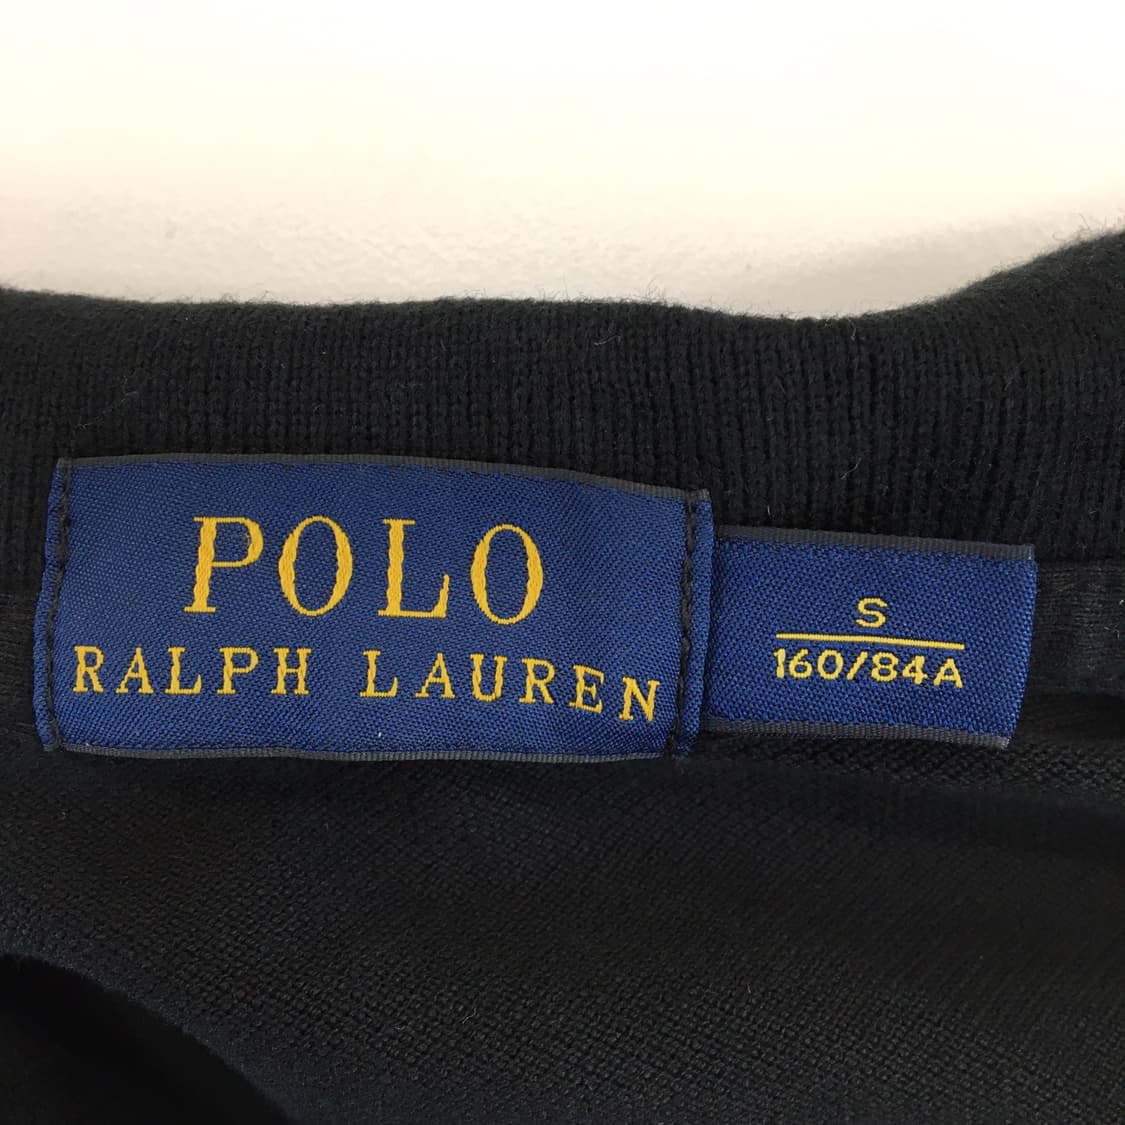 POLO
RALPH LAUREN
S
160/84A